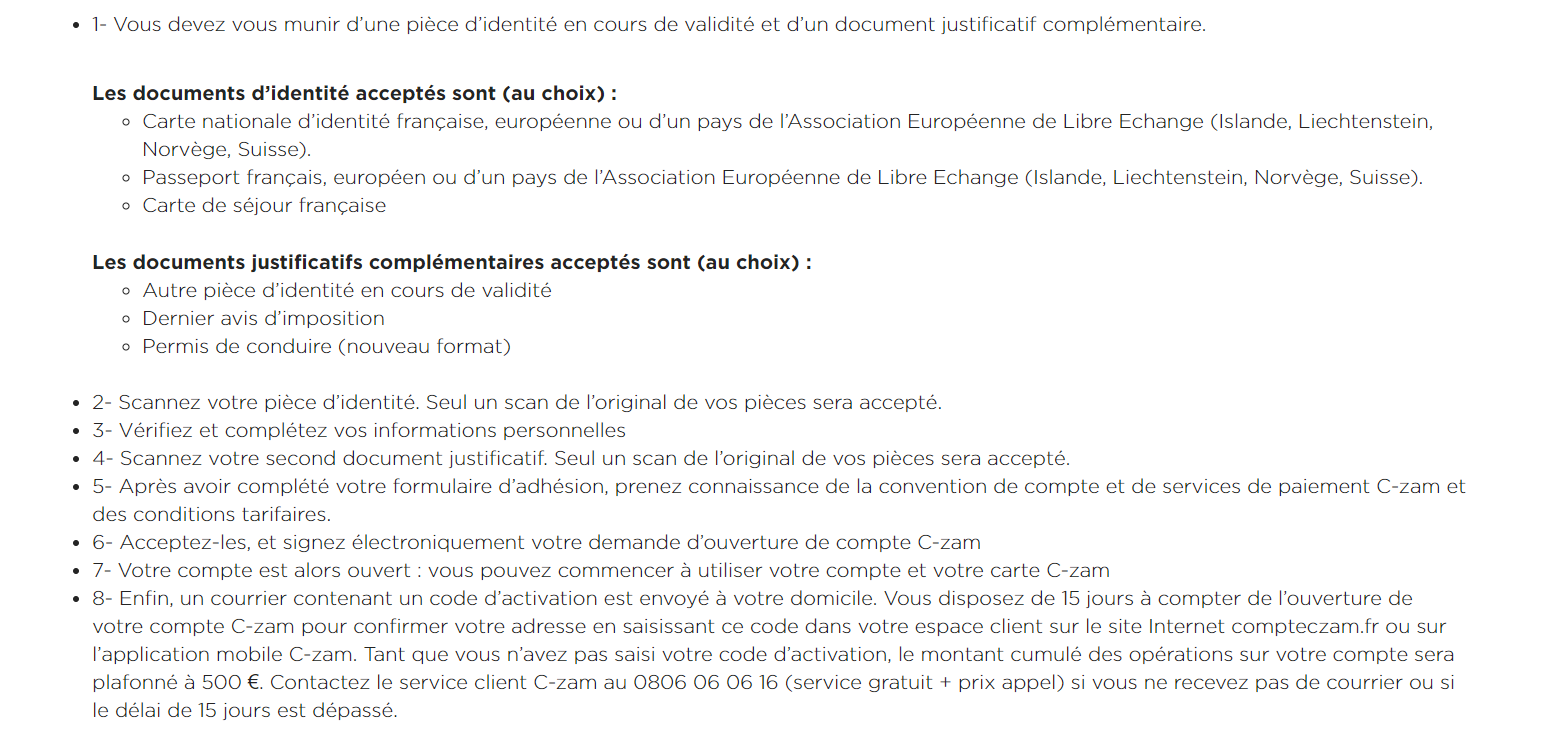 1- Vous devez vous munir d’une pièce d’identité en cours de validité et d’un document justificatif complémentaire.
Les documents d’identité acceptés sont (au choix) :
Carte nationale d’identité française, européenne ou d’un pays de l’Association Européenne de Libre Echange (Islande, Liechtenstein,
Norvège, Suisse).
Passeport français, européen ou d’un pays de l’Association Européenne de Libre Echange (Islande, Liechtenstein, Norvège, Suisse).
Carte de séjour française
Les documents justificatifs complémentaires acceptés sont (au choix) :
Autre pièce d’identité en cours de validité
Dernier avis d’imposition
Permis de conduire (nouveau format)
2- Scannez votre pièce d’identité. Seul un scan de l’original de vos pièces sera accepté.
3- Vérifiez et complétez vos informations personnelles
4- Scannez votre second document justificatif. Seul un scan de l’original de vos pièces sera accepté.
5- Après avoir complété votre formulaire d’adhésion, prenez connaissance de la convention de compte et de services de paiement C-zam et
des conditions tarifaires.
6- Acceptez-les, et signez électroniquement votre demande d’ouverture de compte C-zam
7- Votre compte est alors ouvert : vous pouvez commencer à utiliser votre compte et votre carte C-zam
8- Enfin, un courrier contenant un code d’activation est envoyé à votre domicile. Vous disposez de 15 jours à compter de l’ouverture de
votre compte C-zam pour confirmer votre adresse en saisissant ce code dans votre espace client sur le site Internet compteczam.fr ou sur
l’application mobile C-zam. Tant que vous n’avez pas saisi votre code d’activation, le montant cumulé des opérations sur votre compte sera
plafonné à 500 €. Contactez le service client C-zam au 0806 06 06 16 (service gratuit + prix appel) si vous ne recevez pas de courrier ou si
le délai de 15 jours est dépassé.